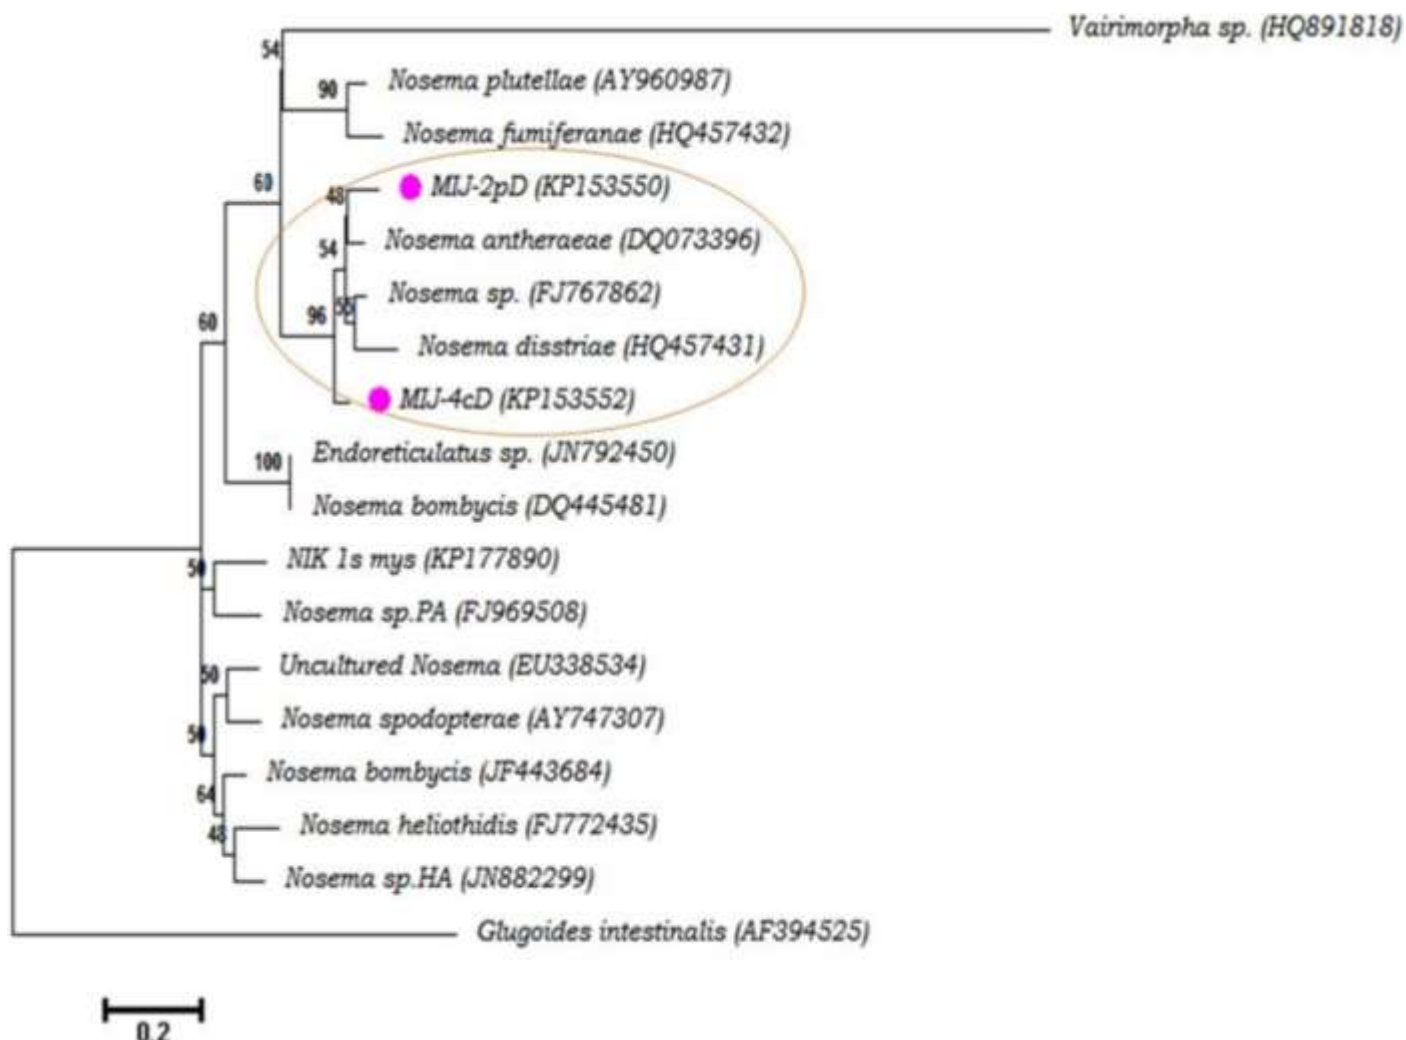 Vairimorpha sp. (HQ891818)
54
Nosema plutellae (AY960987)
90
Nosema fumiferanae (HQ457432)
60
MIJ-2pD (KP153550)
48
Nosema antheraeae (DQ073396)
54
Nosema sp. (FJ767862)
55
96
Nosema disstriae (HQ457431)
60
MIJ-4cD (KP153552)
Endoreticulatus sp. (JN792450)
100
Nosema bombycis (DQ445481)
NIK 1s mys (KP177890)
50
Nosema sp.PA (FJ969508)
Uncultured Nosema (EU338534)
50
Nosema spodopterae (AY747307)
50
Nosema bombycis (JF443684)
64
Nosema heliothidis (FJ772435)
48
Nosema sp.HA (JN882299)
Glugoides intestinalis (AF394525)
0.2